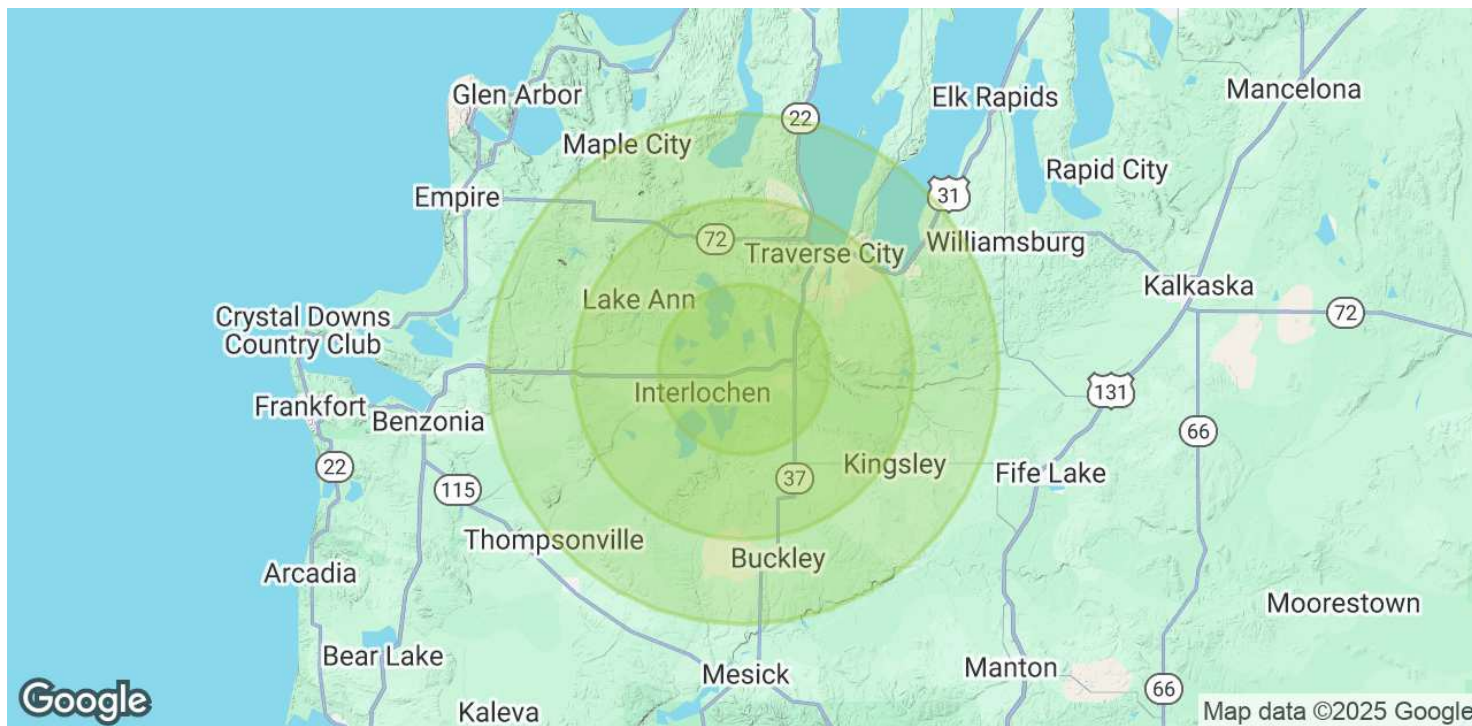 Glen Arbor
Elk Rapids
Mancelona
22
Maple City
Rapid City
Empire
31
72
Traverse City
Williamsburg
Lake Ann
Kalkaska
72
Crystal Downs
Country Club
Interlochen
131
Frankfort
Benzonia
66
22
115
37
Kingsley
Fife Lake
Thompsonville
Buckley
Arcadia
Moorestown
Bear Lake
Mesick
Manton
66
Google
Kaleva
Map data ©2025 Google